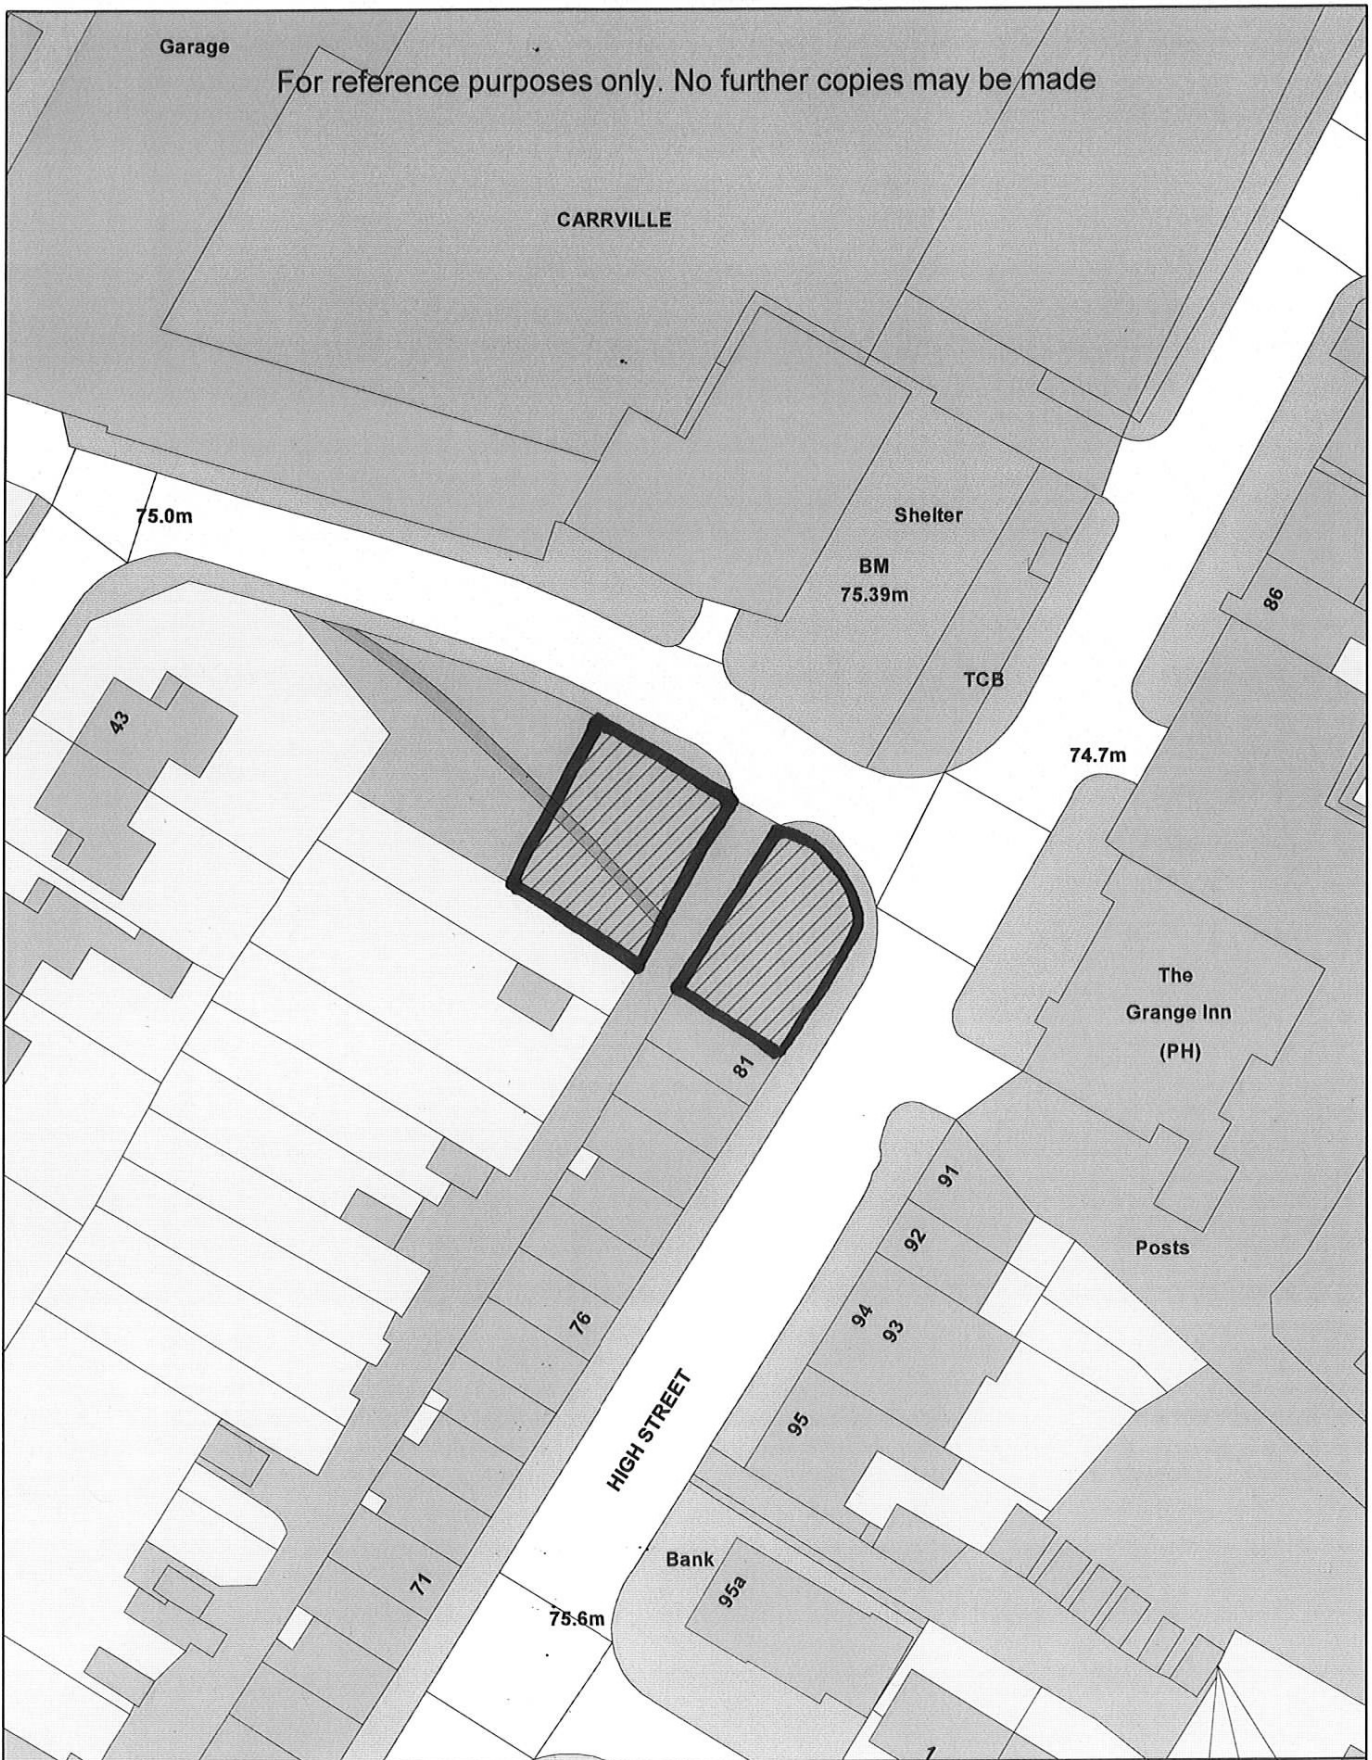 Garage
For reference purposes only. No further copies may be made
CARRVILLE
75.0m
Shelter
BM
75.39m
86
TCB
43
74.7m
The
Grange Inn
(PH)
81
91
92
Posts
94
93
76
95
HIGH STREET
Bank
71
95a
75.6m
1